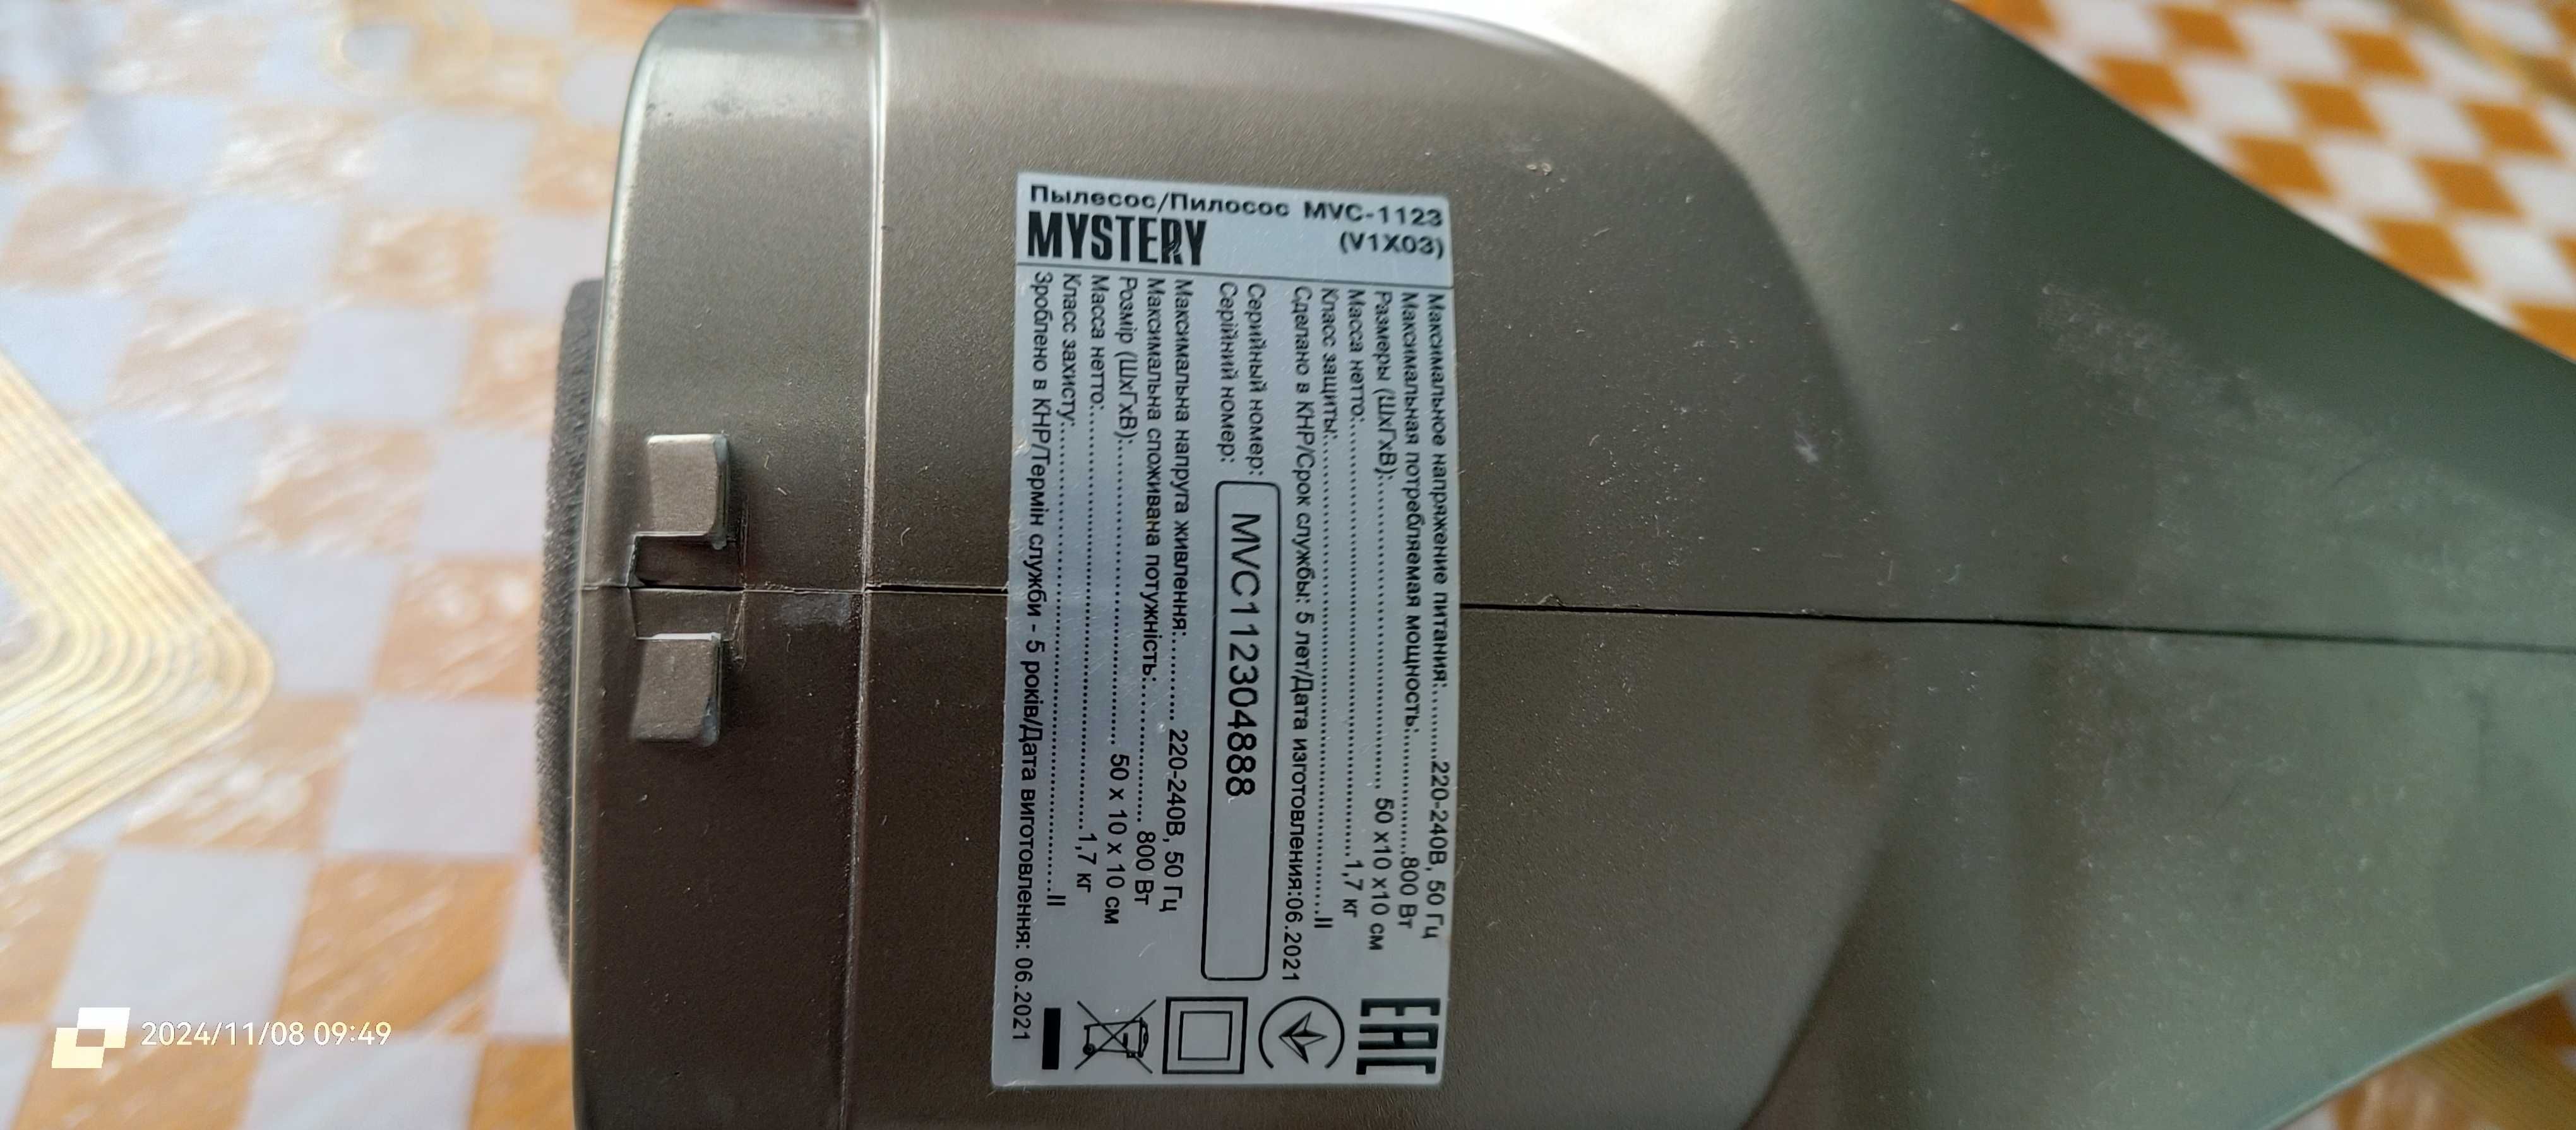 Пылесос/Пилосос MVC-1123
MYSTERY (V1X03)
Максимальное напряжение питания:..........220-240В, 50 Гц
Максимальная потребляемая мощность:..................800 Вт
Размеры (ШхГхВ):............................................ 50 x10 x10 см
Масса нетто:...............................................................1,7 кг
Класс защиты:..................................................................II
Сделано в КНР/Срок службы: 5 лет/Дата изготовления:06.2021
Серийный номер:
Серійний номер:
MVC112304888
Максимальна напруга живлення:............ 220-240В, 50 Гц
Максимальна споживана потужність:.................. 800 Вт
Розмір (ШхГхВ):........................................ 50 x 10 x 10 см
Масса нетто:...........................................................1,7 кг
Класс захисту:..............................................................II
Зроблено в КНР/Термін служби - 5 років/Дата виготовлення: 06.2021
EAC
2024/11/08 09:49